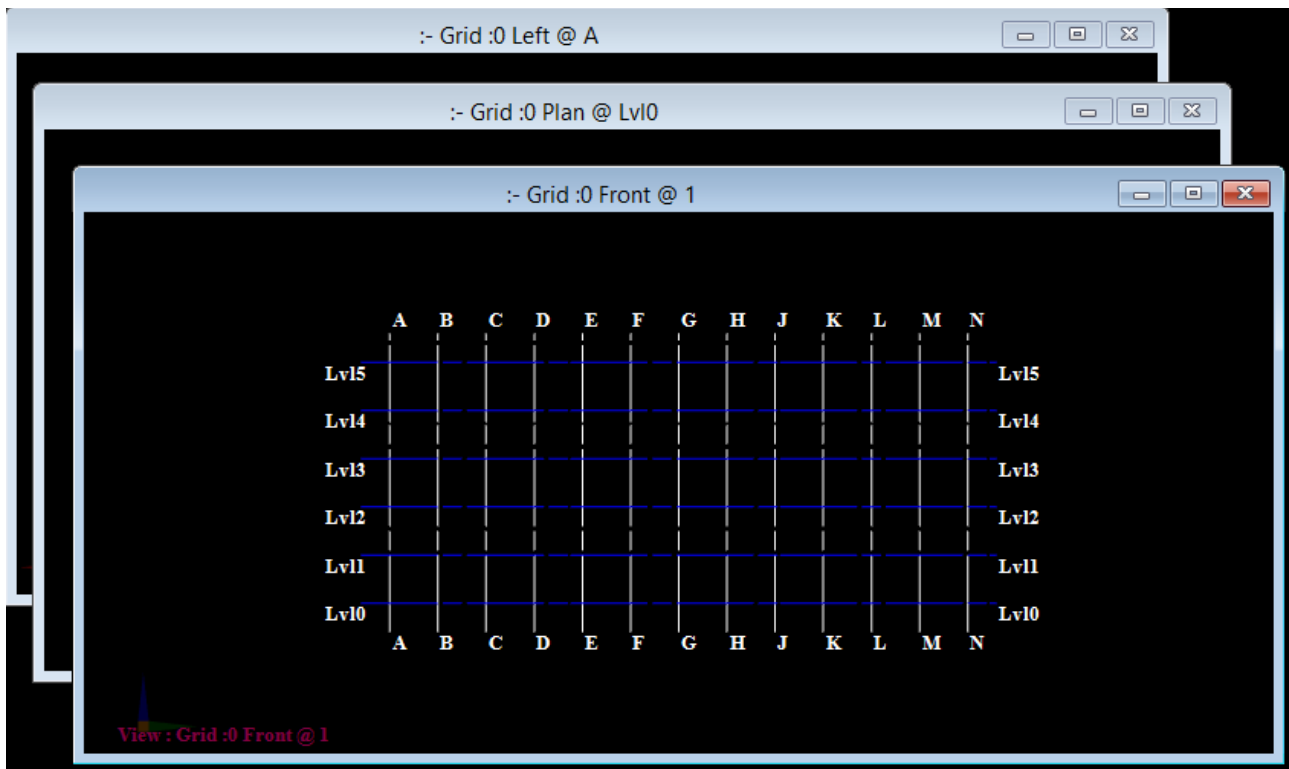 :- Grid :0 Left @ A
:- Grid :0 Plan @ Lvl0
:- Grid :0 Front @ 1
A B C D E F G H J K L M N
Lvl5 Lvl5
Lvl4 Lvl4
Lvl3 Lvl3
Lvl2 Lvl2
Lvl1 Lvl1
Lvl0 Lvl0
A B C D E F G H J K L M N
View : Grid :0 Front @ 1